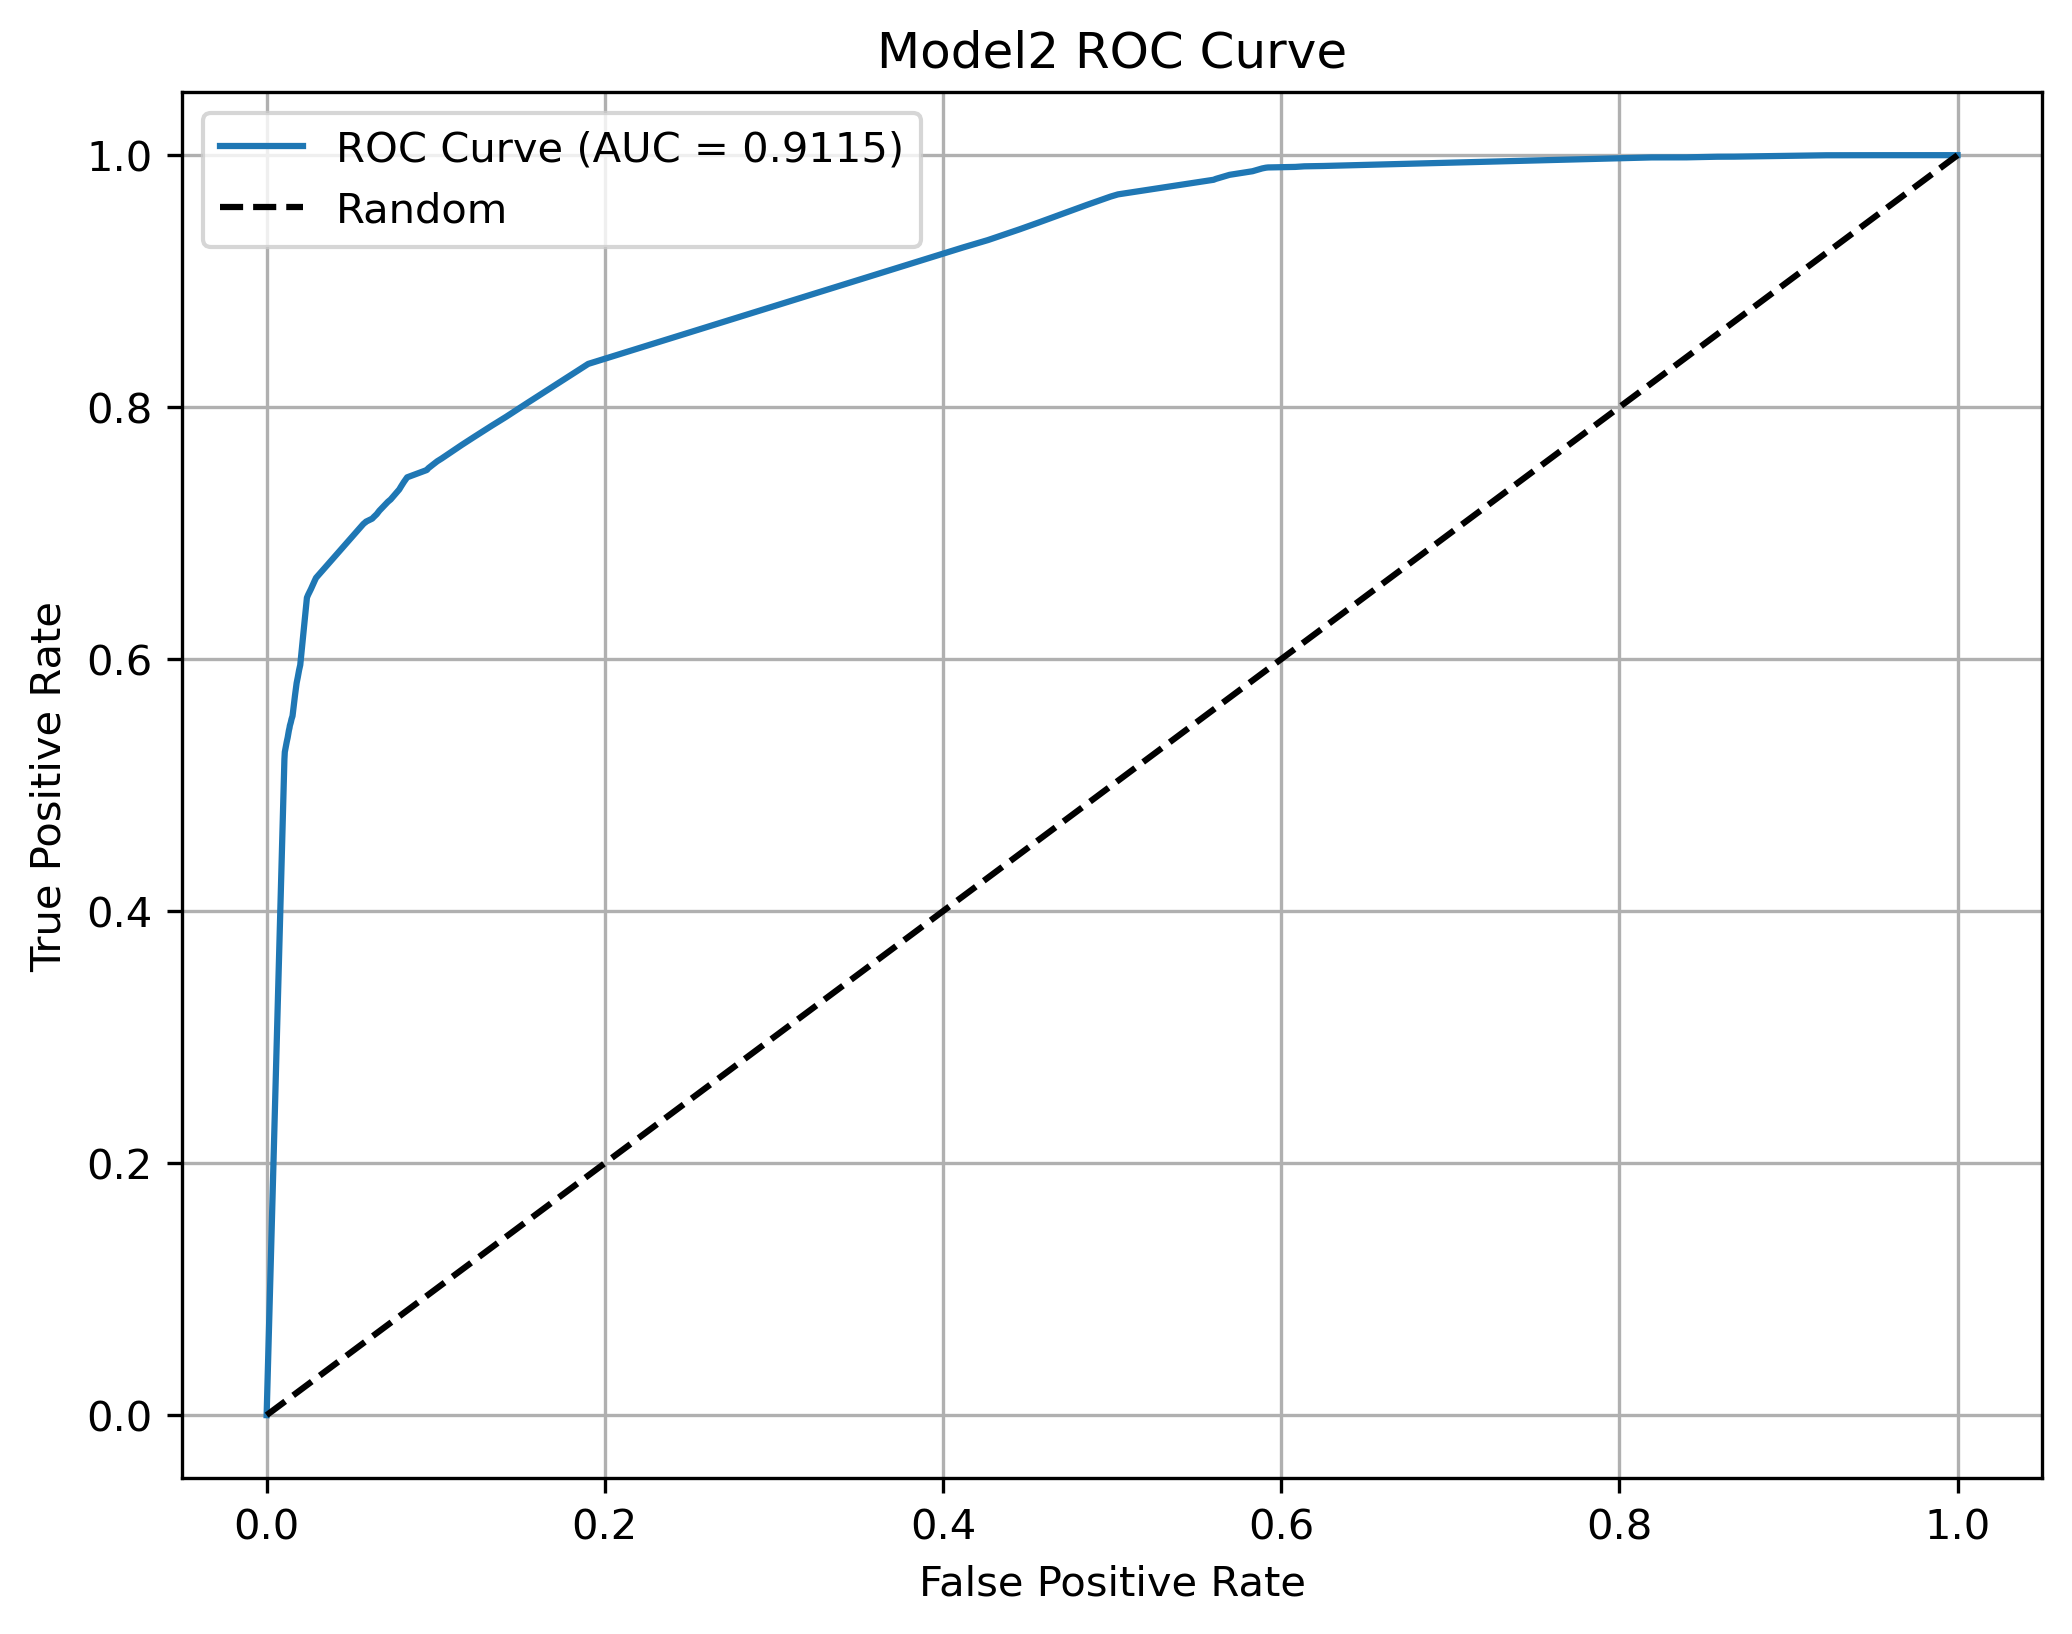 Model2 ROC Curve
ROC Curve (AUC = 0.9115)
Random
1.0
0.8
0.6
0.4
0.2
0.0
True Positive Rate
0.0 0.2 0.4 0.6 0.8 1.0
False Positive Rate